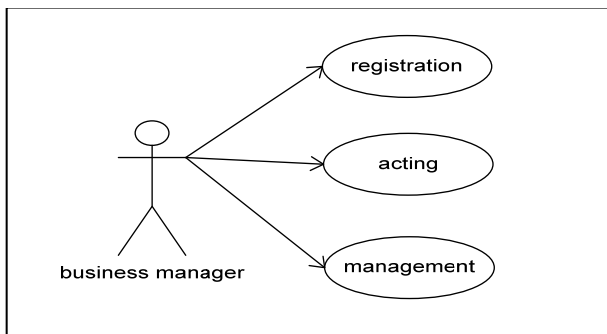 registration
acting
management
business manager